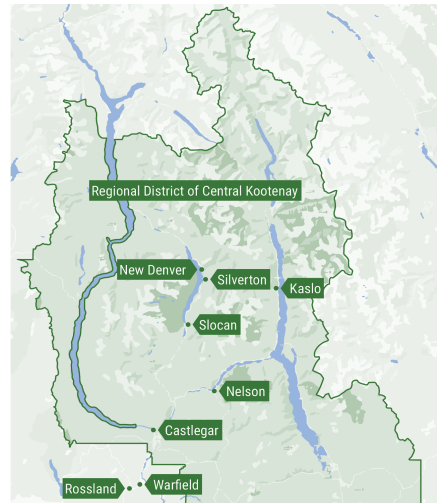 Regional District of Central Kootenay
New Denver
Silverton
Kaslo
Slocan
Nelson
Castlegar
Warfield
Rossland